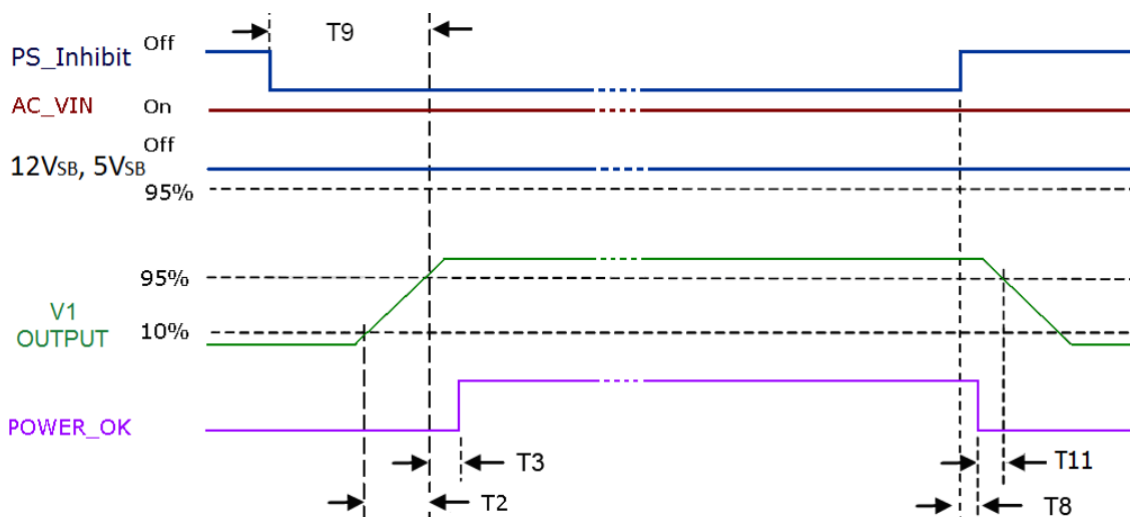 T9
Off
PS_Inhibit
AC_VIN On
Off
12VSB, 5VSB
95%
95%
V1
OUTPUT
10%
POWER_OK
T3
T11
T2
T8